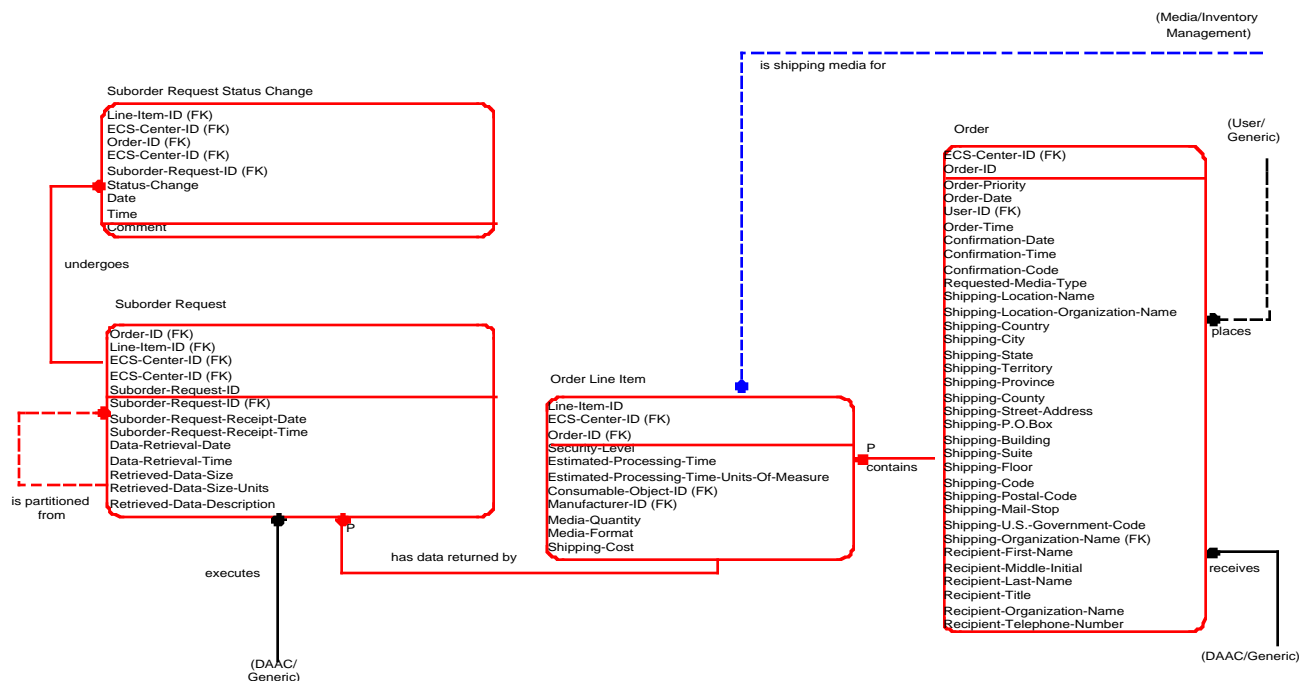 (Media/Inventory
Management)
is shipping media for
Suborder Request Status Change
Line-Item-ID (FK)
ECS-Center-ID (FK)
Order-ID (FK)
ECS-Center-ID (FK)
Suborder-Request-ID (FK)
Status-Change
Date
Time
Comment
undergoes
Suborder Request
Order-ID (FK)
Line-Item-ID (FK)
ECS-Center-ID (FK)
ECS-Center-ID (FK)
Suborder-Request-ID
Suborder-Request-ID (FK)
Suborder-Request-Receipt-Date
Suborder-Request-Receipt-Time
Data-Retrieval-Date
Data-Retrieval-Time
Retrieved-Data-Size
Retrieved-Data-Size-Units
Retrieved-Data-Description
is partitioned
from
executes
(DAAC/
Generic)
P
has data returned by
Order Line Item
Line-Item-ID
ECS-Center-ID (FK)
Order-ID (FK)
Security-Level
Estimated-Processing-Time
Estimated-Processing-Time-Units-Of-Measure
Consumable-Object-ID (FK)
Manufacturer-ID (FK)
Media-Quantity
Media-Format
Shipping-Cost
P
contains
Order
ECS-Center-ID (FK)
Order-ID
Order-Priority
Order-Date
User-ID (FK)
Order-Time
Confirmation-Date
Confirmation-Time
Confirmation-Code
Requested-Media-Type
Shipping-Location-Name
Shipping-Location-Organization-Name
Shipping-Country
Shipping-City
Shipping-State
Shipping-Territory
Shipping-Province
Shipping-County
Shipping-Street-Address
Shipping-P.O.Box
Shipping-Building
Shipping-Suite
Shipping-Floor
Shipping-Code
Shipping-Postal-Code
Shipping-Mail-Stop
Shipping-U.S.-Government-Code
Shipping-Organization-Name (FK)
Recipient-First-Name
Recipient-Middle-Initial
Recipient-Last-Name
Recipient-Title
Recipient-Organization-Name
Recipient-Telephone-Number
(User/
Generic)
places
receives
(DAAC/Generic)